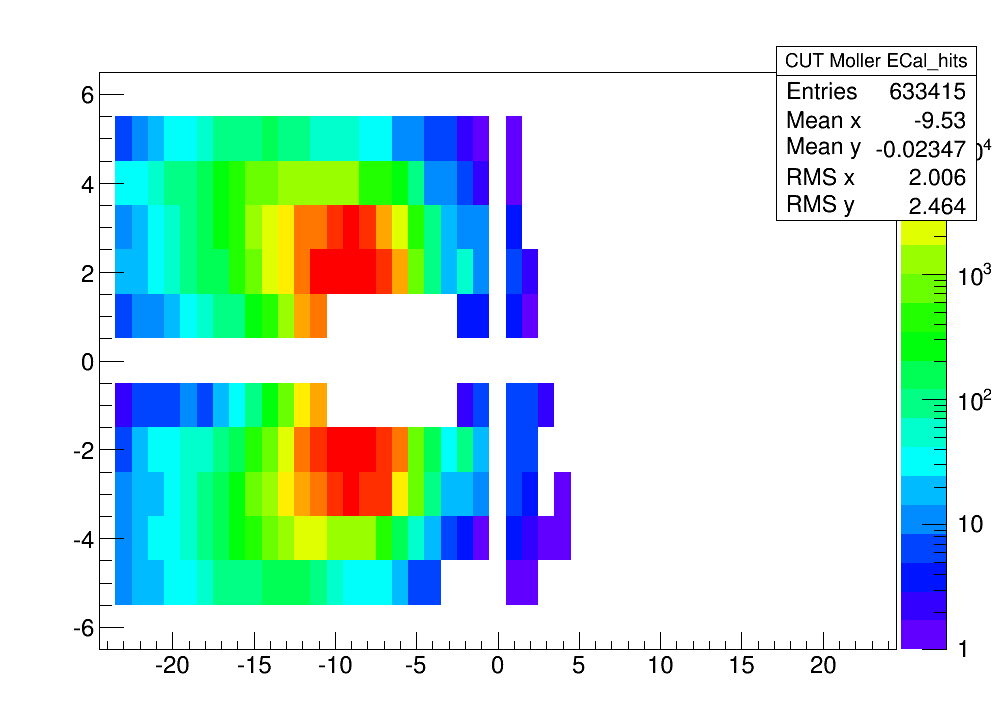 CUT Moller ECal_hits
Entries 633415
Mean x -9.53
Mean y -0.02347
RMS x 2.006
RMS y 2.464
6
4
2
0
-2
-4
-6
-20 -15 -10 -5 0 5 10 15 20
0⁴
10³
10²
10
1